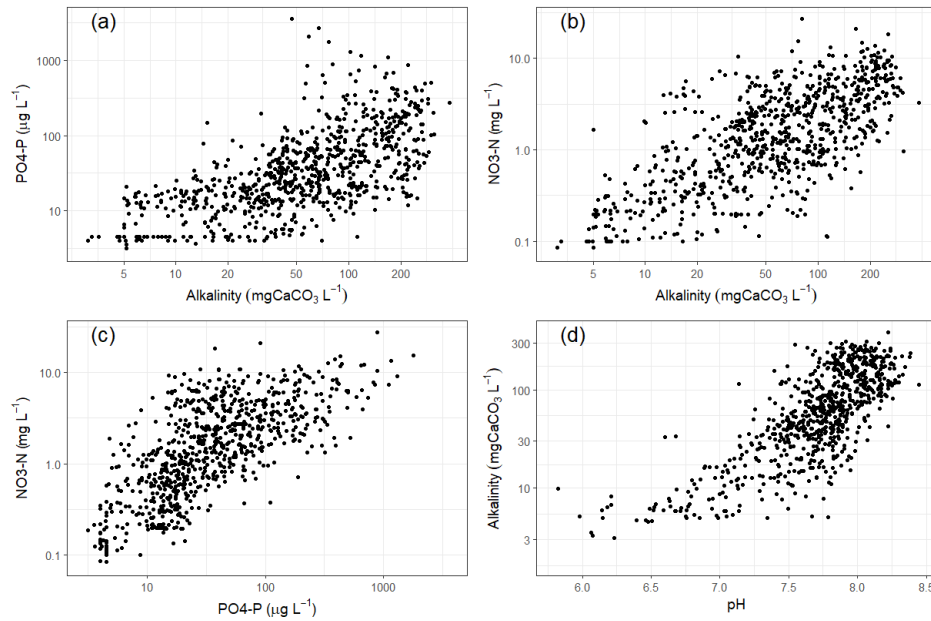 (a)
PO4-P (μg L⁻¹)
1000
100
10
5 10 20 50 100 200
Alkalinity (mgCaCO₃ L⁻¹)
(b)
NO3-N (mg L⁻¹)
10.0
1.0
0.1
5 10 20 50 100 200
Alkalinity (mgCaCO₃ L⁻¹)
(c)
NO3-N (mg L⁻¹)
10.0
1.0
0.1
10 100 1000
PO4-P (μg L⁻¹)
(d)
Alkalinity (mgCaCO₃ L⁻¹)
300
100
30
10
3
6.0 6.5 7.0 7.5 8.0 8.5
pH